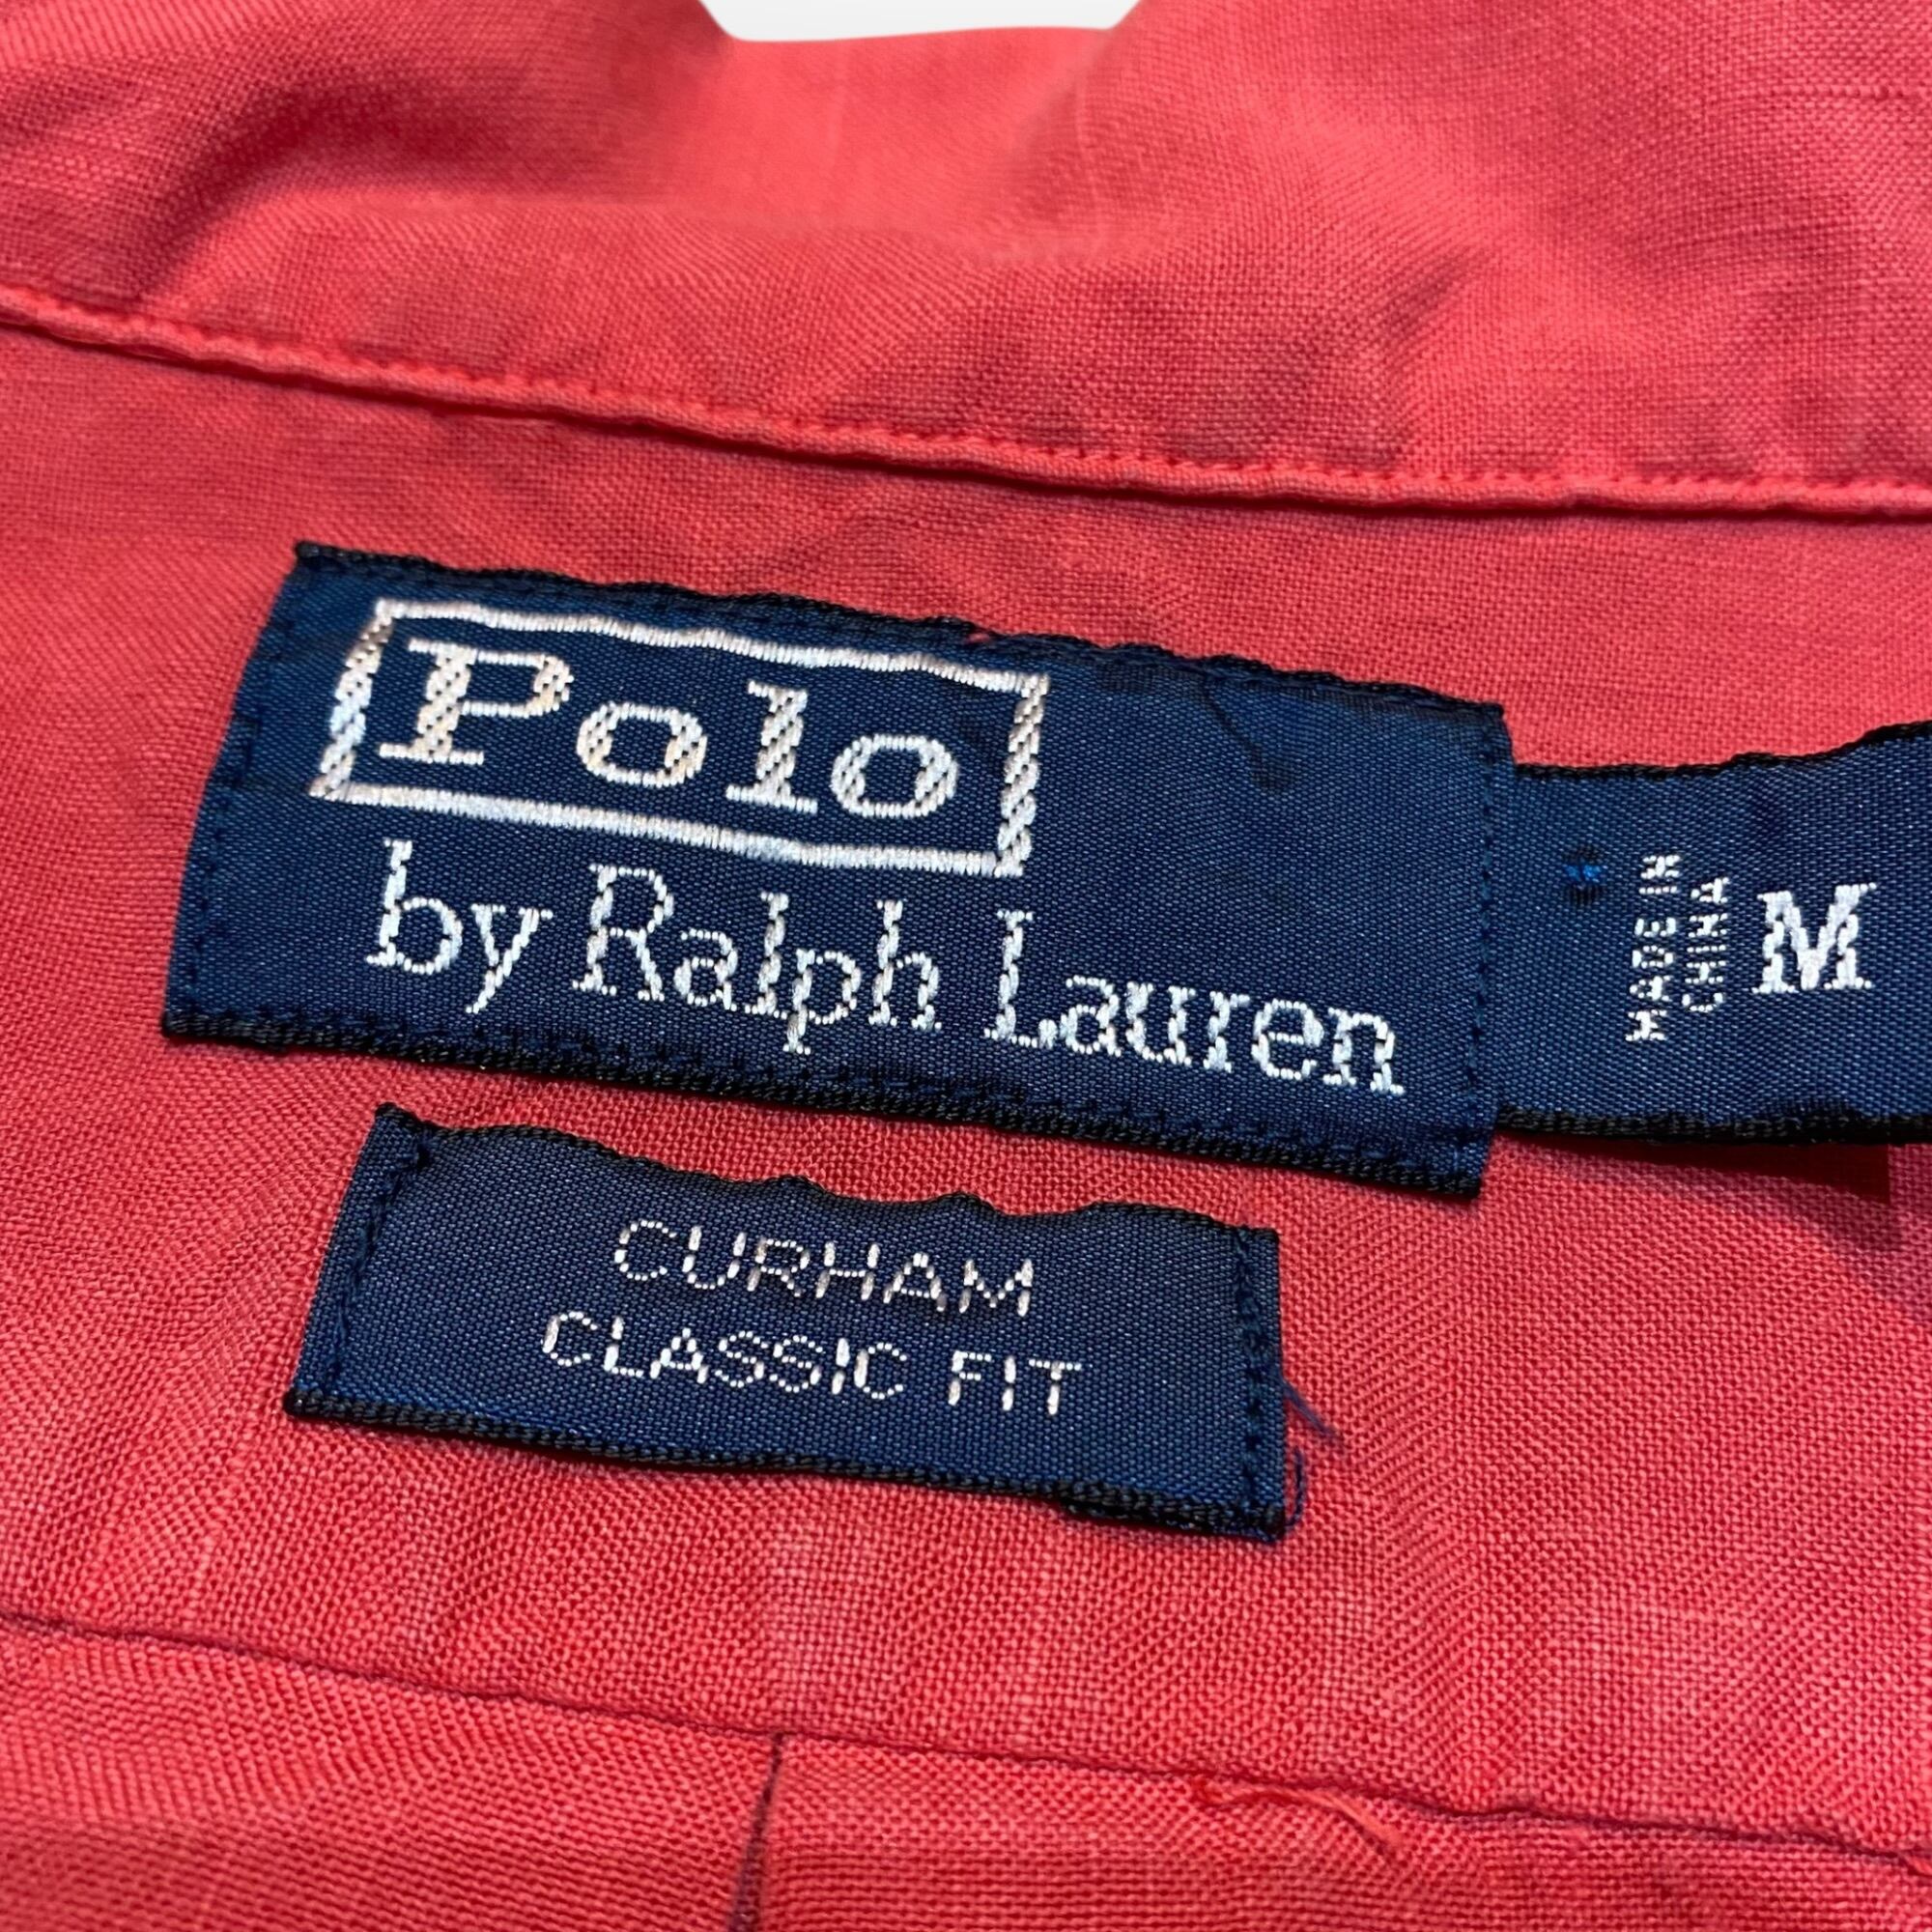 Polo
by Ralph Lauren
MADE IN
CHINA
M
CURHAM
CLASSIC FIT